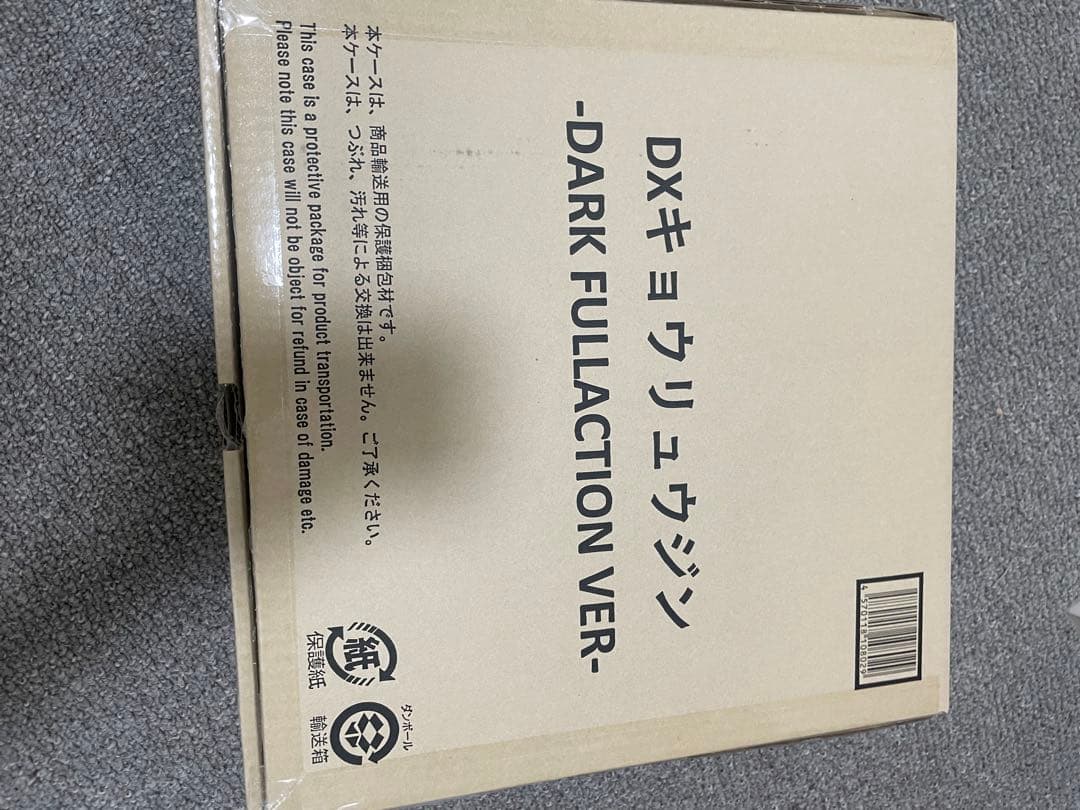 DXキョウリュウジン
-DARK FULLACTION VER-
4 570118 108029
本ケースは、商品輸送用の保護梱包材です。
本ケースは、つぶれ、汚れ等による交換は出来ません。ご了承ください。
This case is a protective package for product transportation.
Please note this case will not be object for refund in case of damage etc.
紙
保護紙
ダンボール
輸送箱